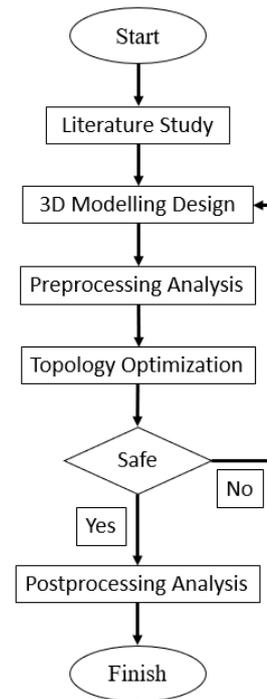 Start
Literature Study
3D Modelling Design
Preprocessing Analysis
Topology Optimization
Safe
No
Yes
Postprocessing Analysis
Finish